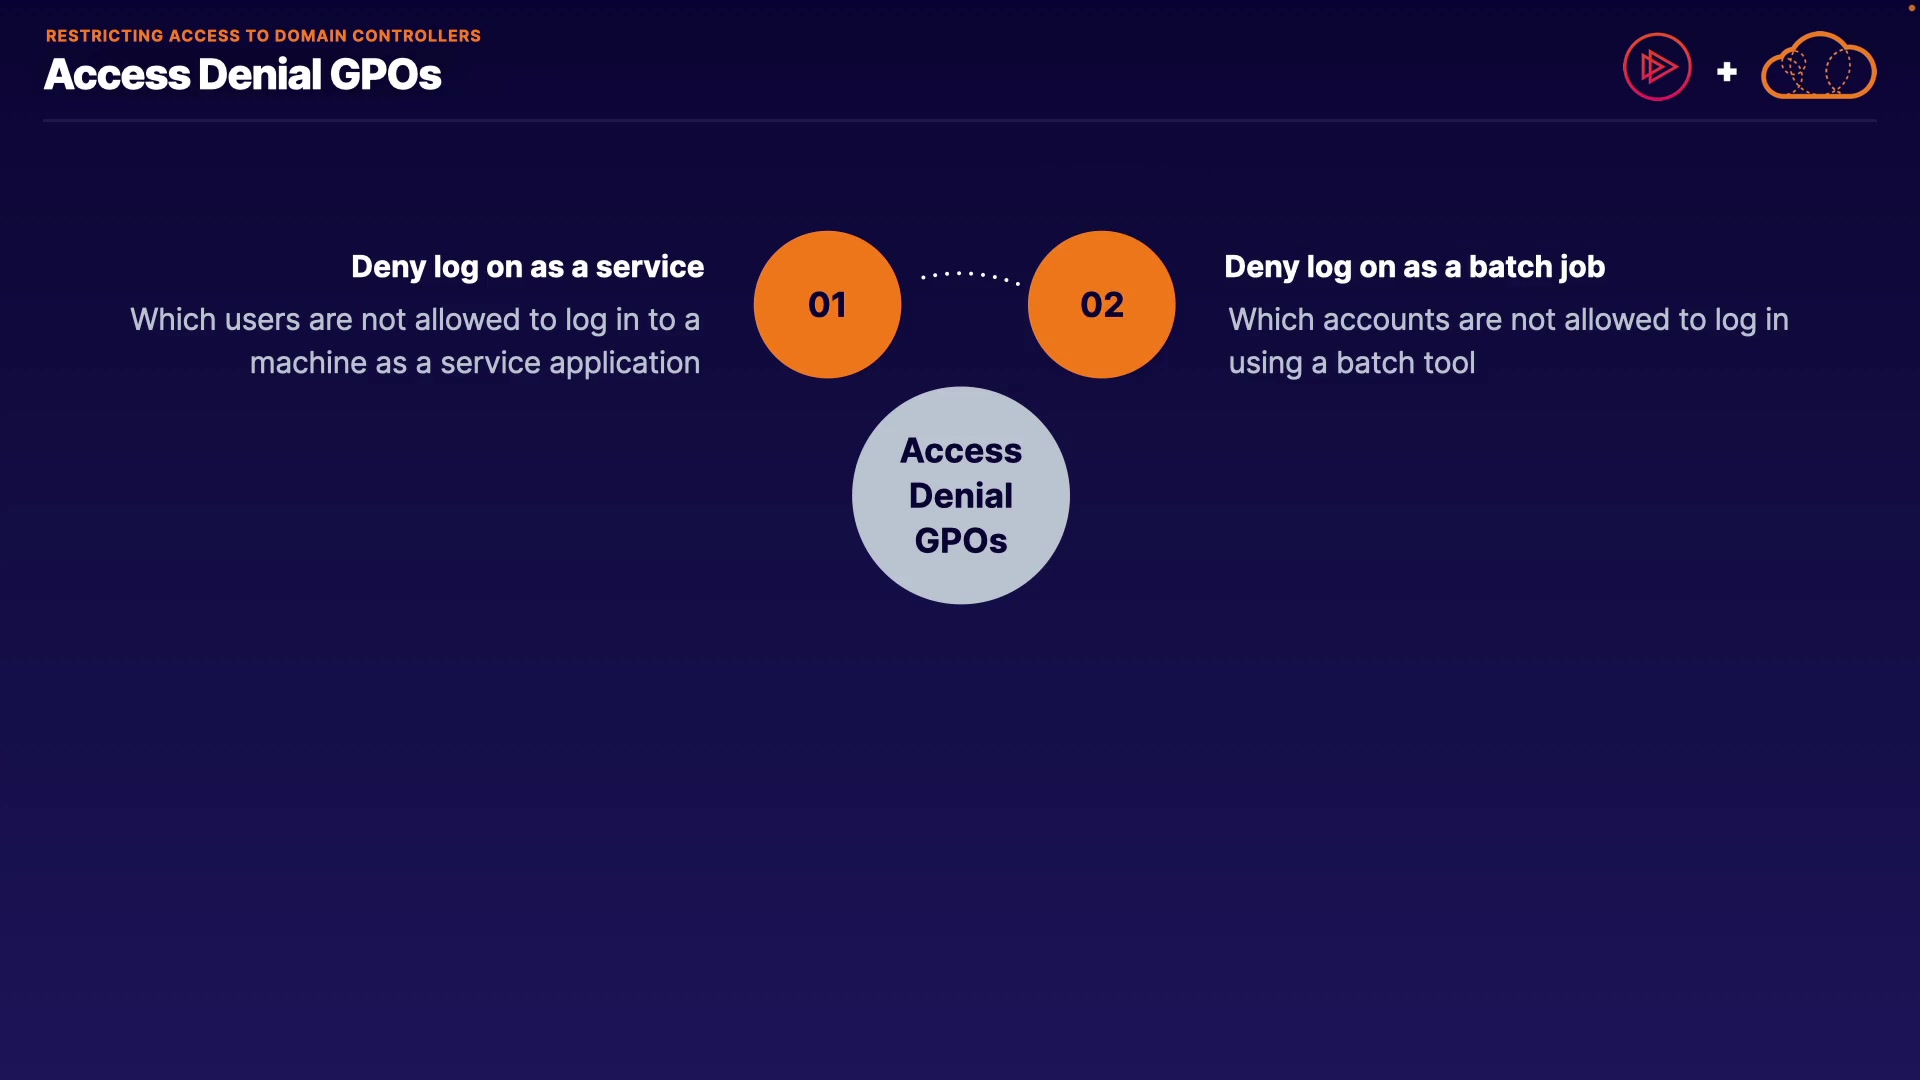 RESTRICTING ACCESS TO DOMAIN CONTROLLERS
Access Denial GPOs
Deny log on as a service
Which users are not allowed to log in to a
machine as a service application
01
02
Deny log on as a batch job
Which accounts are not allowed to log in
using a batch tool
Access
Denial
GPOs